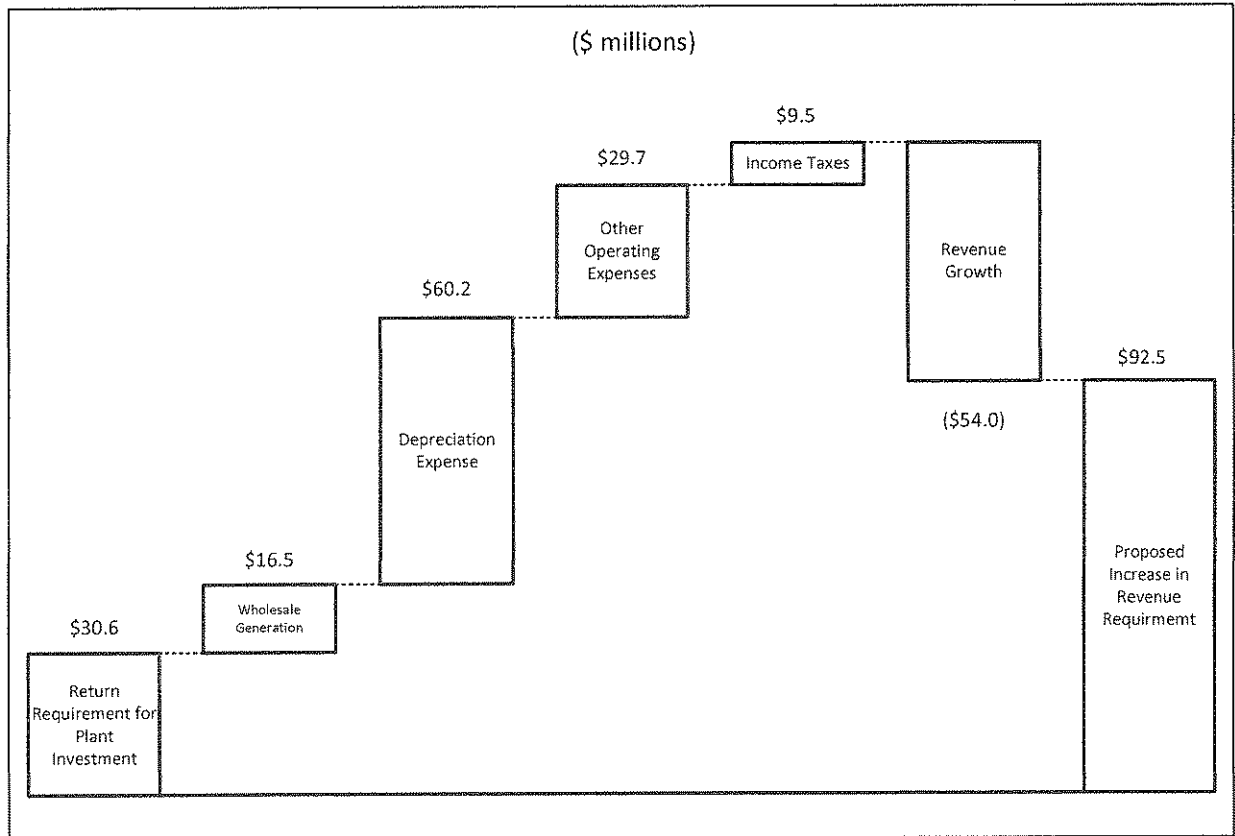 ($ millions)
$9.5
Income Taxes
$29.7
Other
Operating
Expenses
Revenue
Growth
$60.2
$92.5
($54.0)
Depreciation
Expense
$16.5
Wholesale
Generation
Proposed
Increase in
Revenue
Requirmemt
$30.6
Return
Requirement for
Plant
Investment